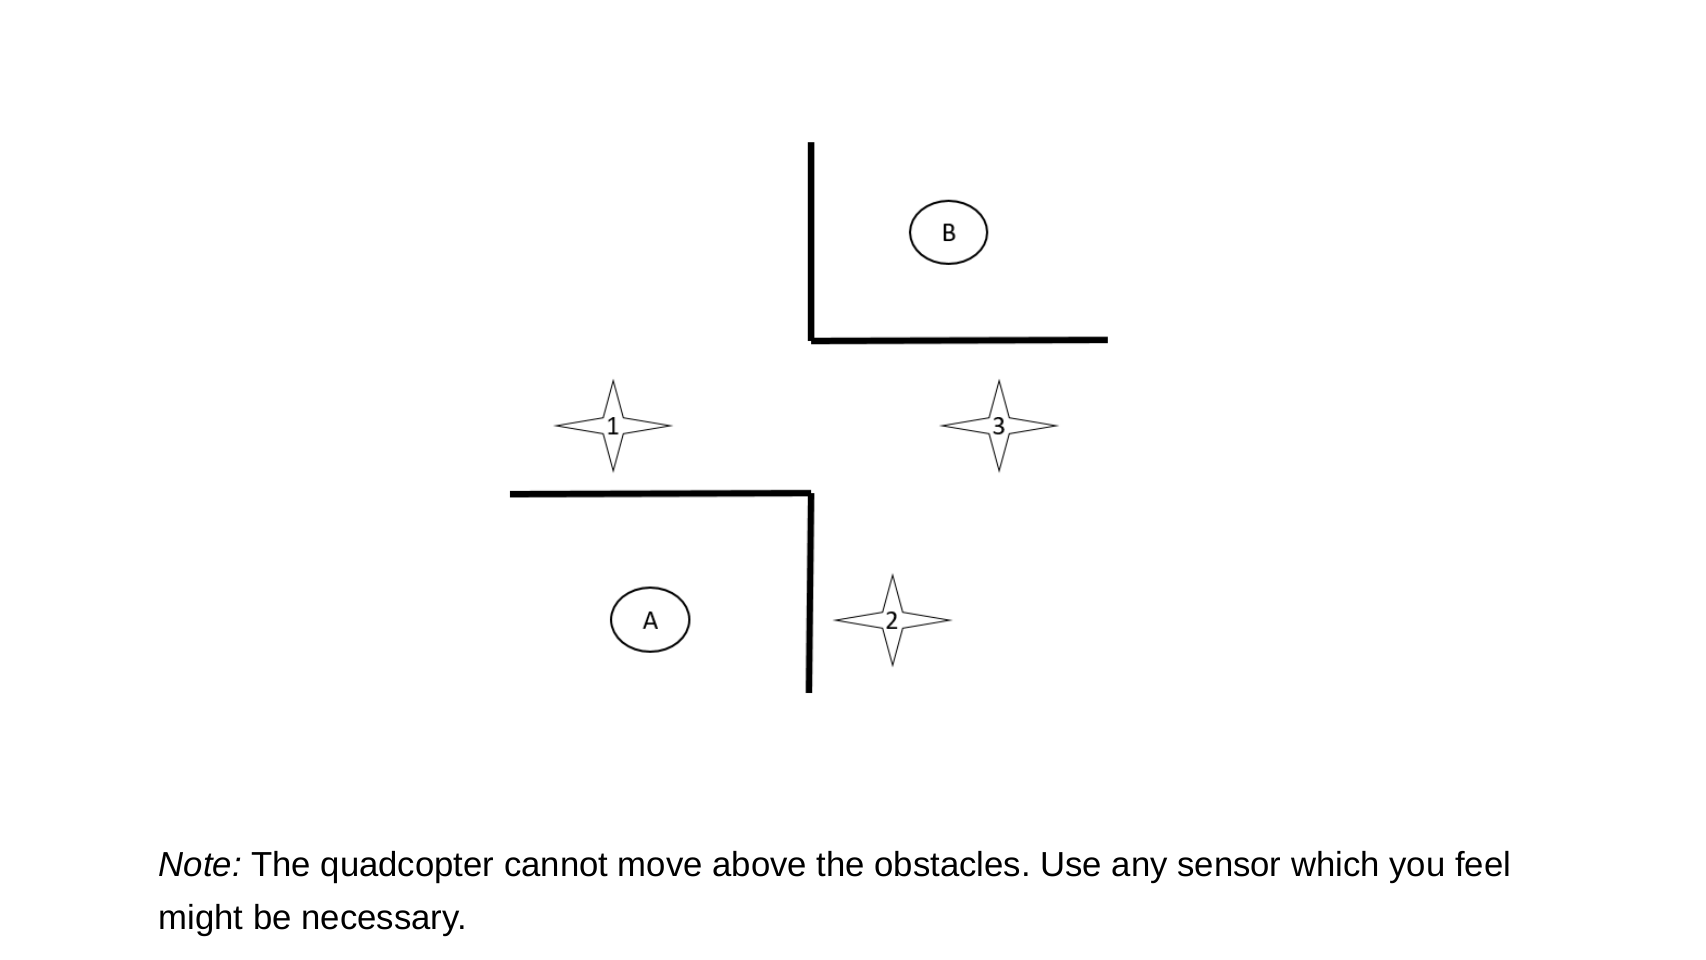 B
1
3
A
2
Note: The quadcopter cannot move above the obstacles. Use any sensor which you feel
might be necessary.